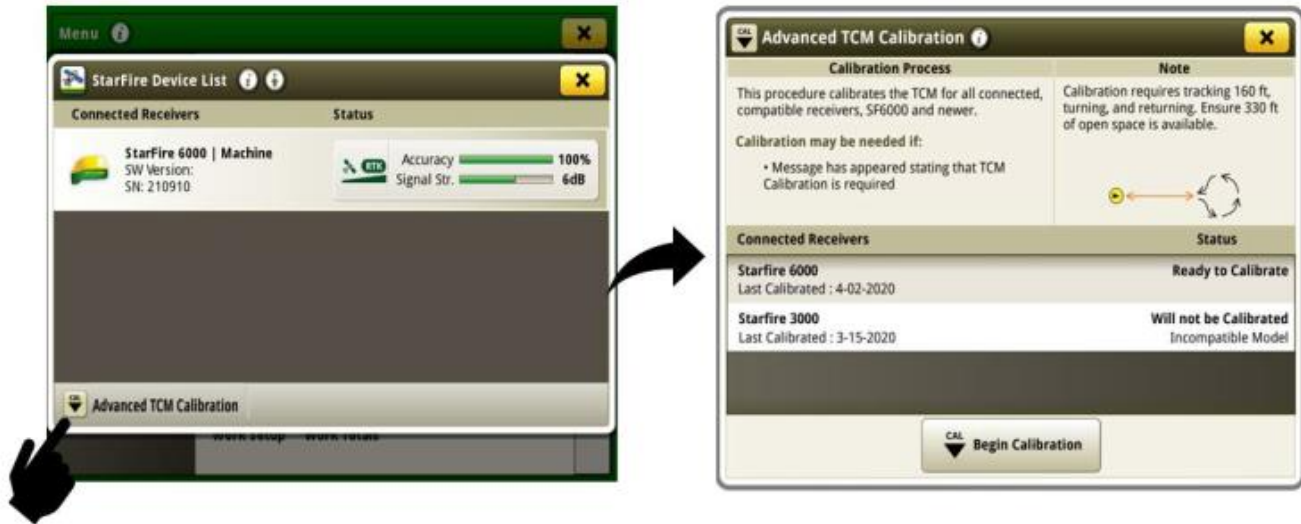 Menu
StarFire Device List
Connected Receivers Status
StarFire 6000 | Machine
SW Version:
SN: 210910
RTK
Accuracy 100%
Signal Str. 6dB
CAL
Advanced TCM Calibration
Work Setup Work Totals
CAL
Advanced TCM Calibration
Calibration Process
This procedure calibrates the TCM for all connected,
compatible receivers, SF6000 and newer.
Calibration may be needed if:
• Message has appeared stating that TCM
Calibration is required
Note
Calibration requires tracking 160 ft,
turning, and returning. Ensure 330 ft
of open space is available.
Connected Receivers Status
Starfire 6000 Ready to Calibrate
Last Calibrated : 4-02-2020
Starfire 3000 Will not be Calibrated
Last Calibrated : 3-15-2020 Incompatible Model
CAL
Begin Calibration